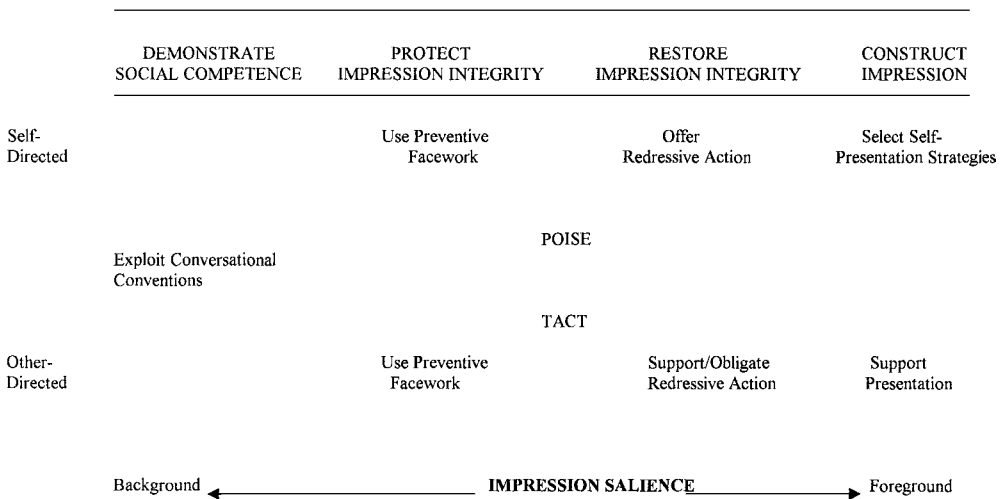 DEMONSTRATE PROTECT RESTORE CONSTRUCT
SOCIAL COMPETENCE IMPRESSION INTEGRITY IMPRESSION INTEGRITY IMPRESSION
Self- Use Preventive Offer Select Self-
Directed Facework Redressive Action Presentation Strategies
POISE
Exploit Conversational
Conventions
TACT
Other- Use Preventive Support/Obligate Support
Directed Facework Redressive Action Presentation
Background IMPRESSION SALIENCE Foreground